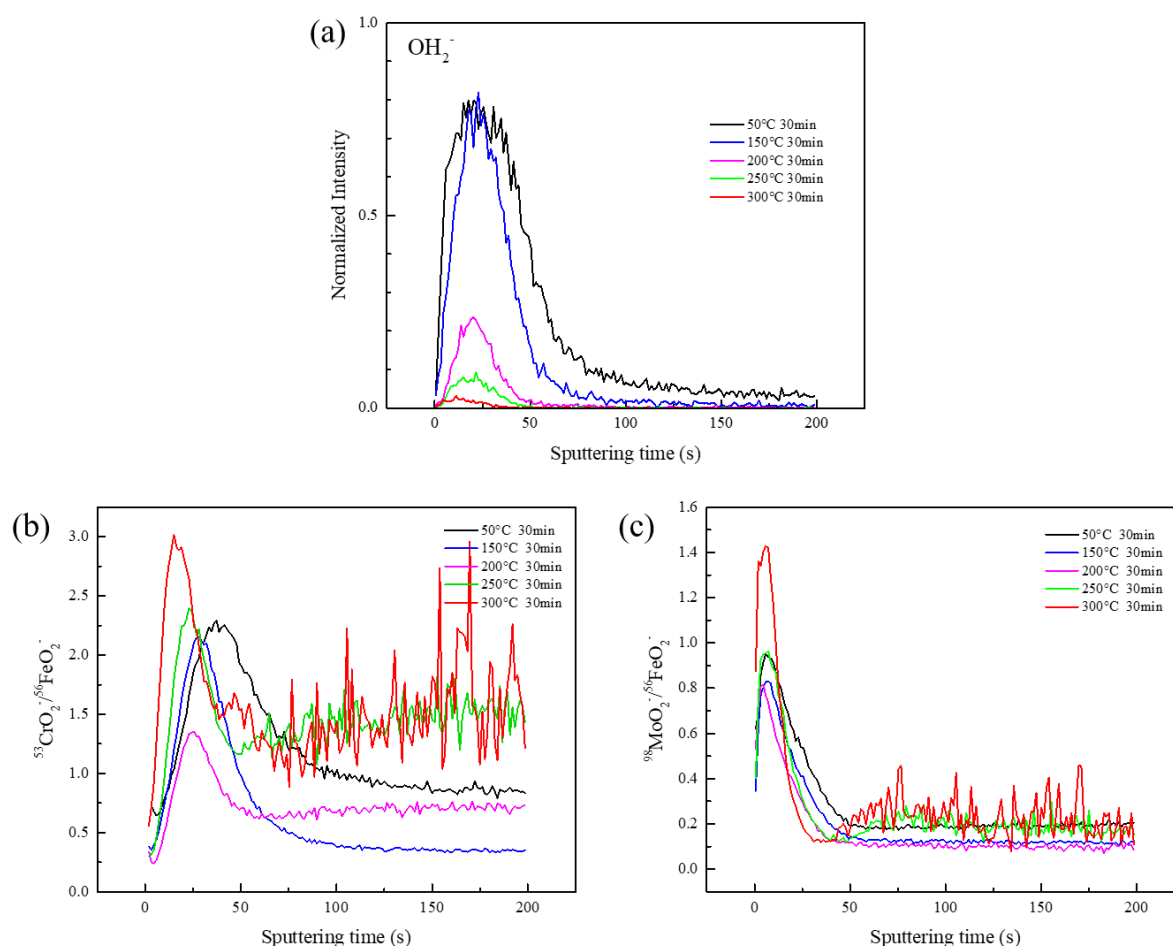 (a)
OH₂⁻
1.0
0.5
0.0
Normalized Intensity
50°C 30min
150°C 30min
200°C 30min
250°C 30min
300°C 30min
0 50 100 150 200
Sputtering time (s)
(b)
3.0
2.5
2.0
1.5
1.0
0.5
0.0
⁵³CrO₂⁻/⁵⁶FeO₂⁻
50°C 30min
150°C 30min
200°C 30min
250°C 30min
300°C 30min
0 50 100 150 200
Sputtering time (s)
(c)
1.6
1.4
1.2
1.0
0.8
0.6
0.4
0.2
0.0
⁹⁸MoO₂⁻/⁵⁶FeO₂⁻
50°C 30min
150°C 30min
200°C 30min
250°C 30min
300°C 30min
0 50 100 150 200
Sputtering time (s)